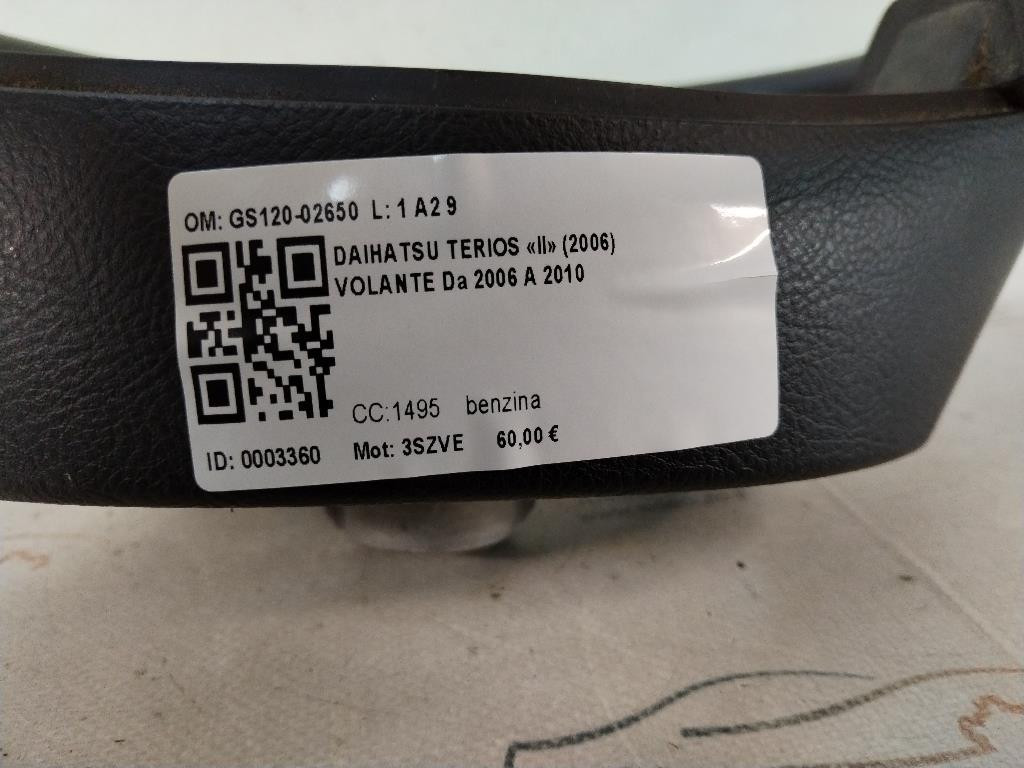 OM: GS120-02650 L: 1 A2 9
DAIHATSU TERIOS «II» (2006)
VOLANTE Da 2006 A 2010
CC:1495 benzina
ID: 0003360 Mot: 3SZVE 60,00 €